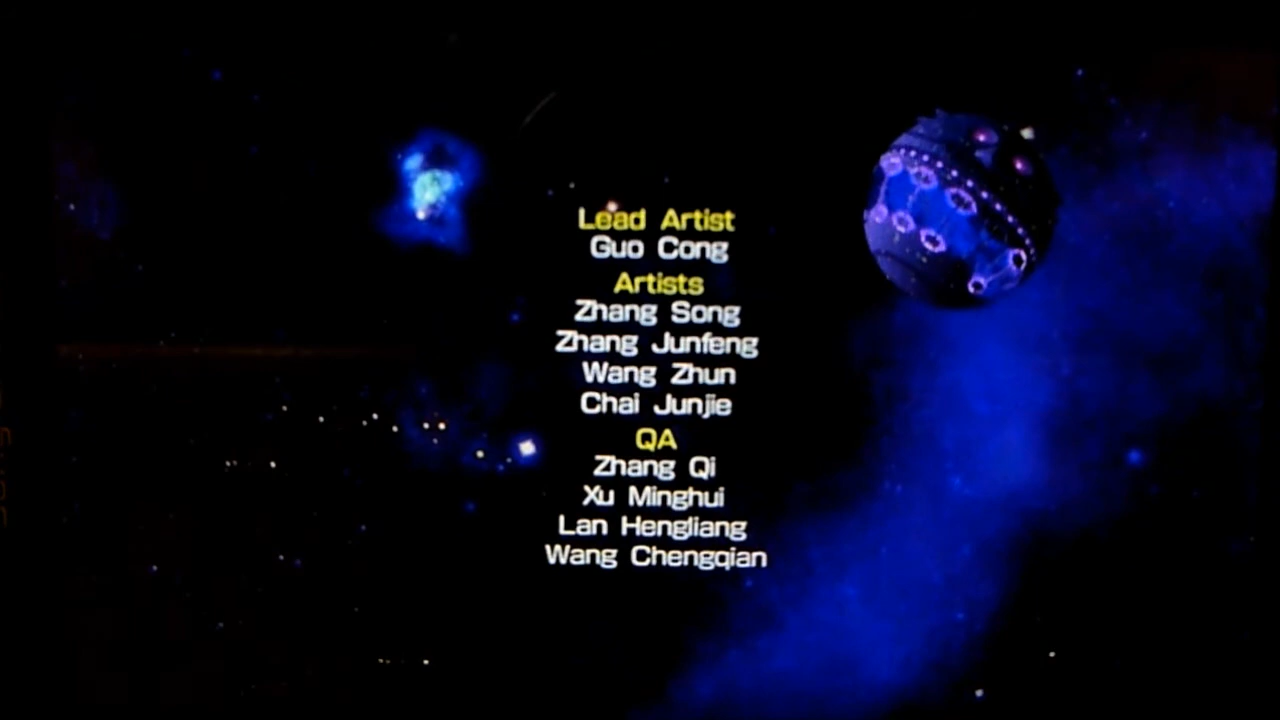 Lead Artist
Guo Cong
Artists
Zhang Song
Zhang Junfeng
Wang Zhun
Chai Junjie
QA
Zhang Qi
Xu Minghui
Lan Hengliang
Wang Chengqian